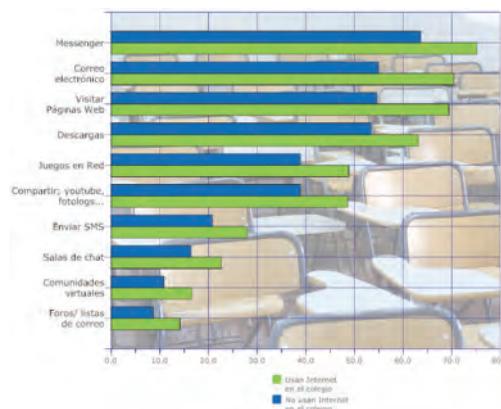 Messenger
Correo
electrónico
Visitar
Páginas Web
Descargas
Juegos en Red
Compartir; youtube,
fotologs...
Enviar SMS
Salas de chat
Comunidades
virtuales
Foros/ listas
de correo
0.0 10.0 20.0 30.0 40.0 50.0 60.0 70.0 80
Usan Internet
en el colegio
No usan Internet
en el colegio